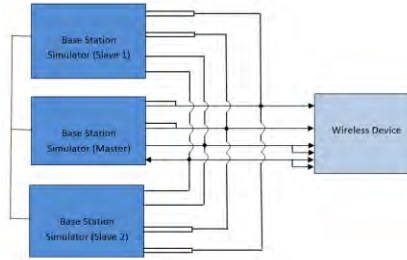 Base Station
Simulator (Slave 1)
Base Station
Simulator (Master)
Wireless Device
Base Station
Simulator (Slave 2)